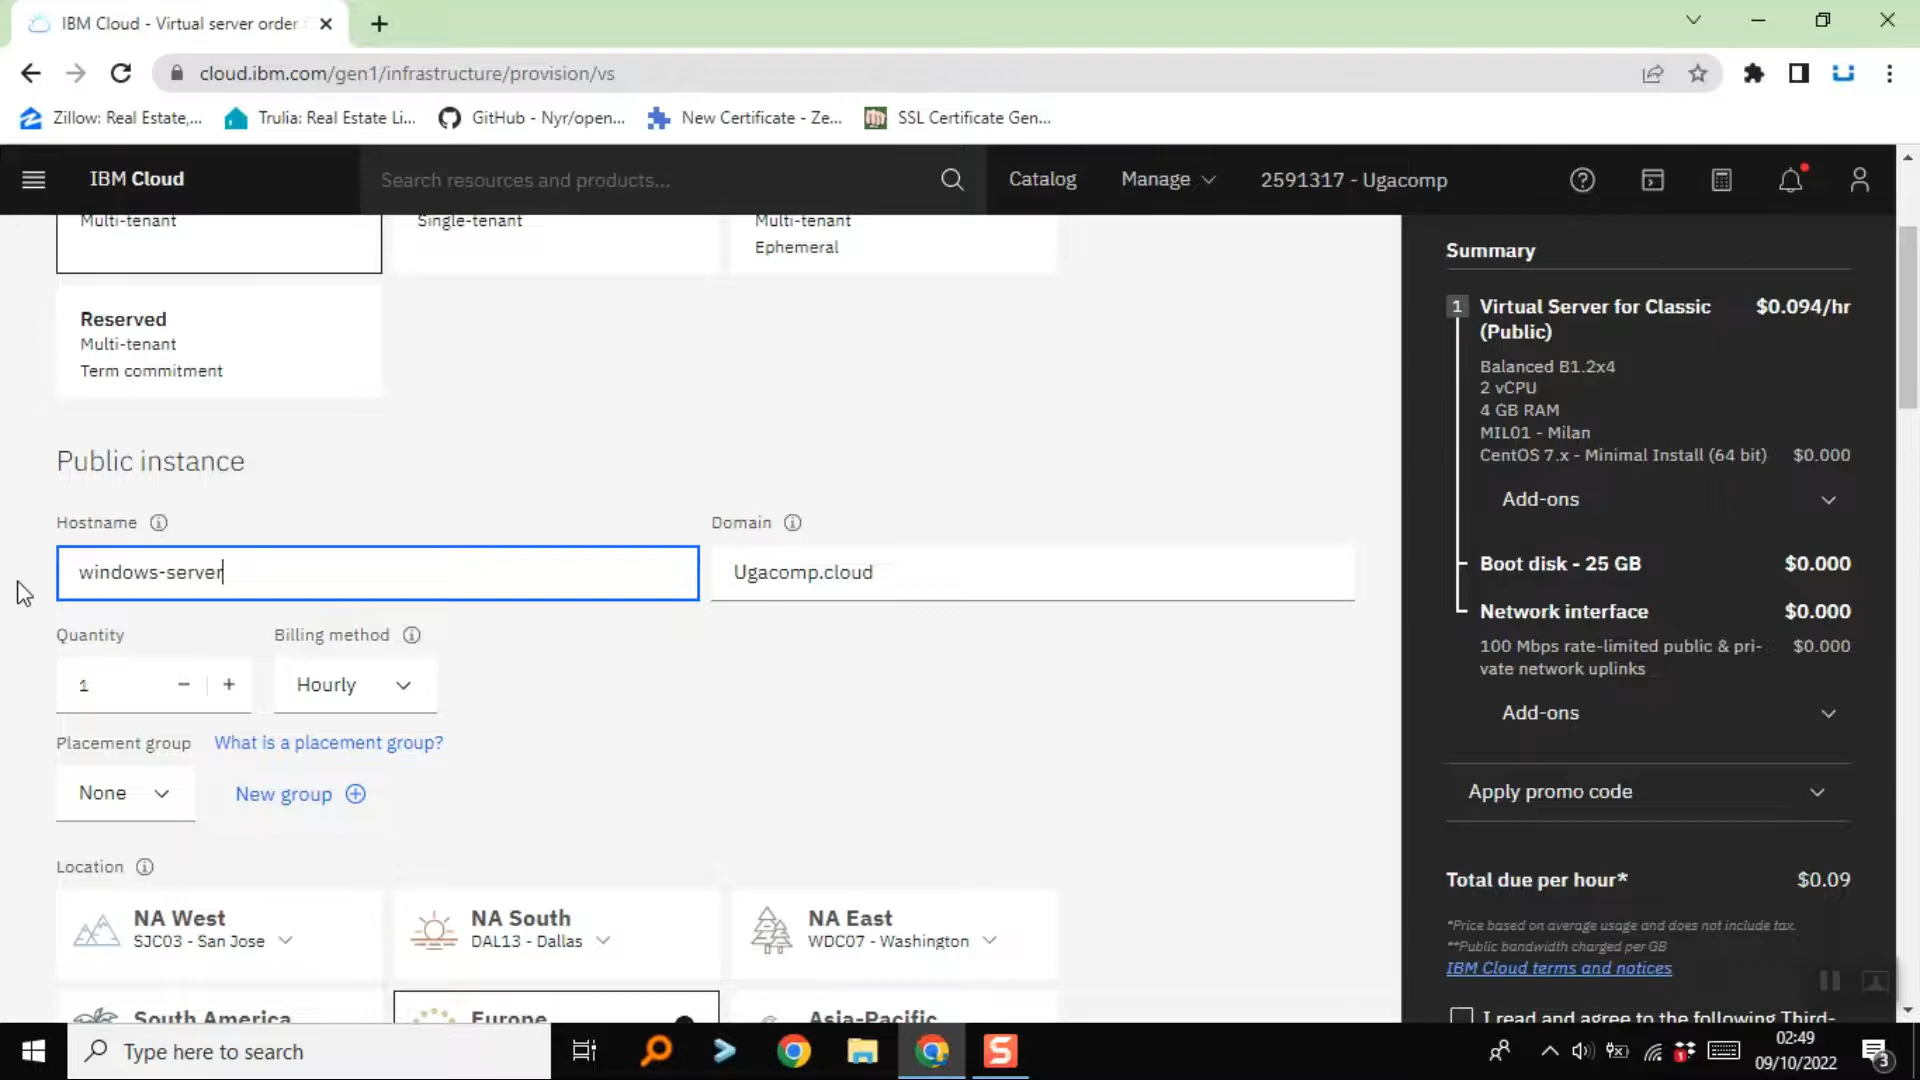 IBM Cloud - Virtual server order
cloud.ibm.com/gen1/infrastructure/provision/vs
Zillow: Real Estate,...
Trulia: Real Estate Li...
GitHub - Nyr/open...
New Certificate - Ze...
SSL Certificate Gen...
IBM Cloud
Search resources and products...
Catalog
Manage
2591317 - Ugacomp
Multi-tenant
Single-tenant
Multi-tenant
Ephemeral
Reserved
Multi-tenant
Term commitment
Public instance
Hostname
Domain
windows-server
Ugacomp.cloud
Quantity
Billing method
1
Hourly
Placement group
What is a placement group?
None
New group
Location
NA West
SJC03 - San Jose
NA South
DAL13 - Dallas
NA East
WDC07 - Washington
South America
Europe
Asia-Pacific
Summary
1
Virtual Server for Classic
(Public)
$0.094/hr
Balanced B1.2x4
2 vCPU
4 GB RAM
MIL01 - Milan
CentOS 7.x - Minimal Install (64 bit)
$0.000
Add-ons
Boot disk - 25 GB
$0.000
Network interface
$0.000
100 Mbps rate-limited public & pri-
vate network uplinks
$0.000
Add-ons
Apply promo code
Total due per hour*
$0.09
*Price based on average usage and does not include tax.
**Public bandwidth charged per GB
IBM Cloud terms and notices
I read and agree to the following Third-
Type here to search
02:49
09/10/2022
1
3